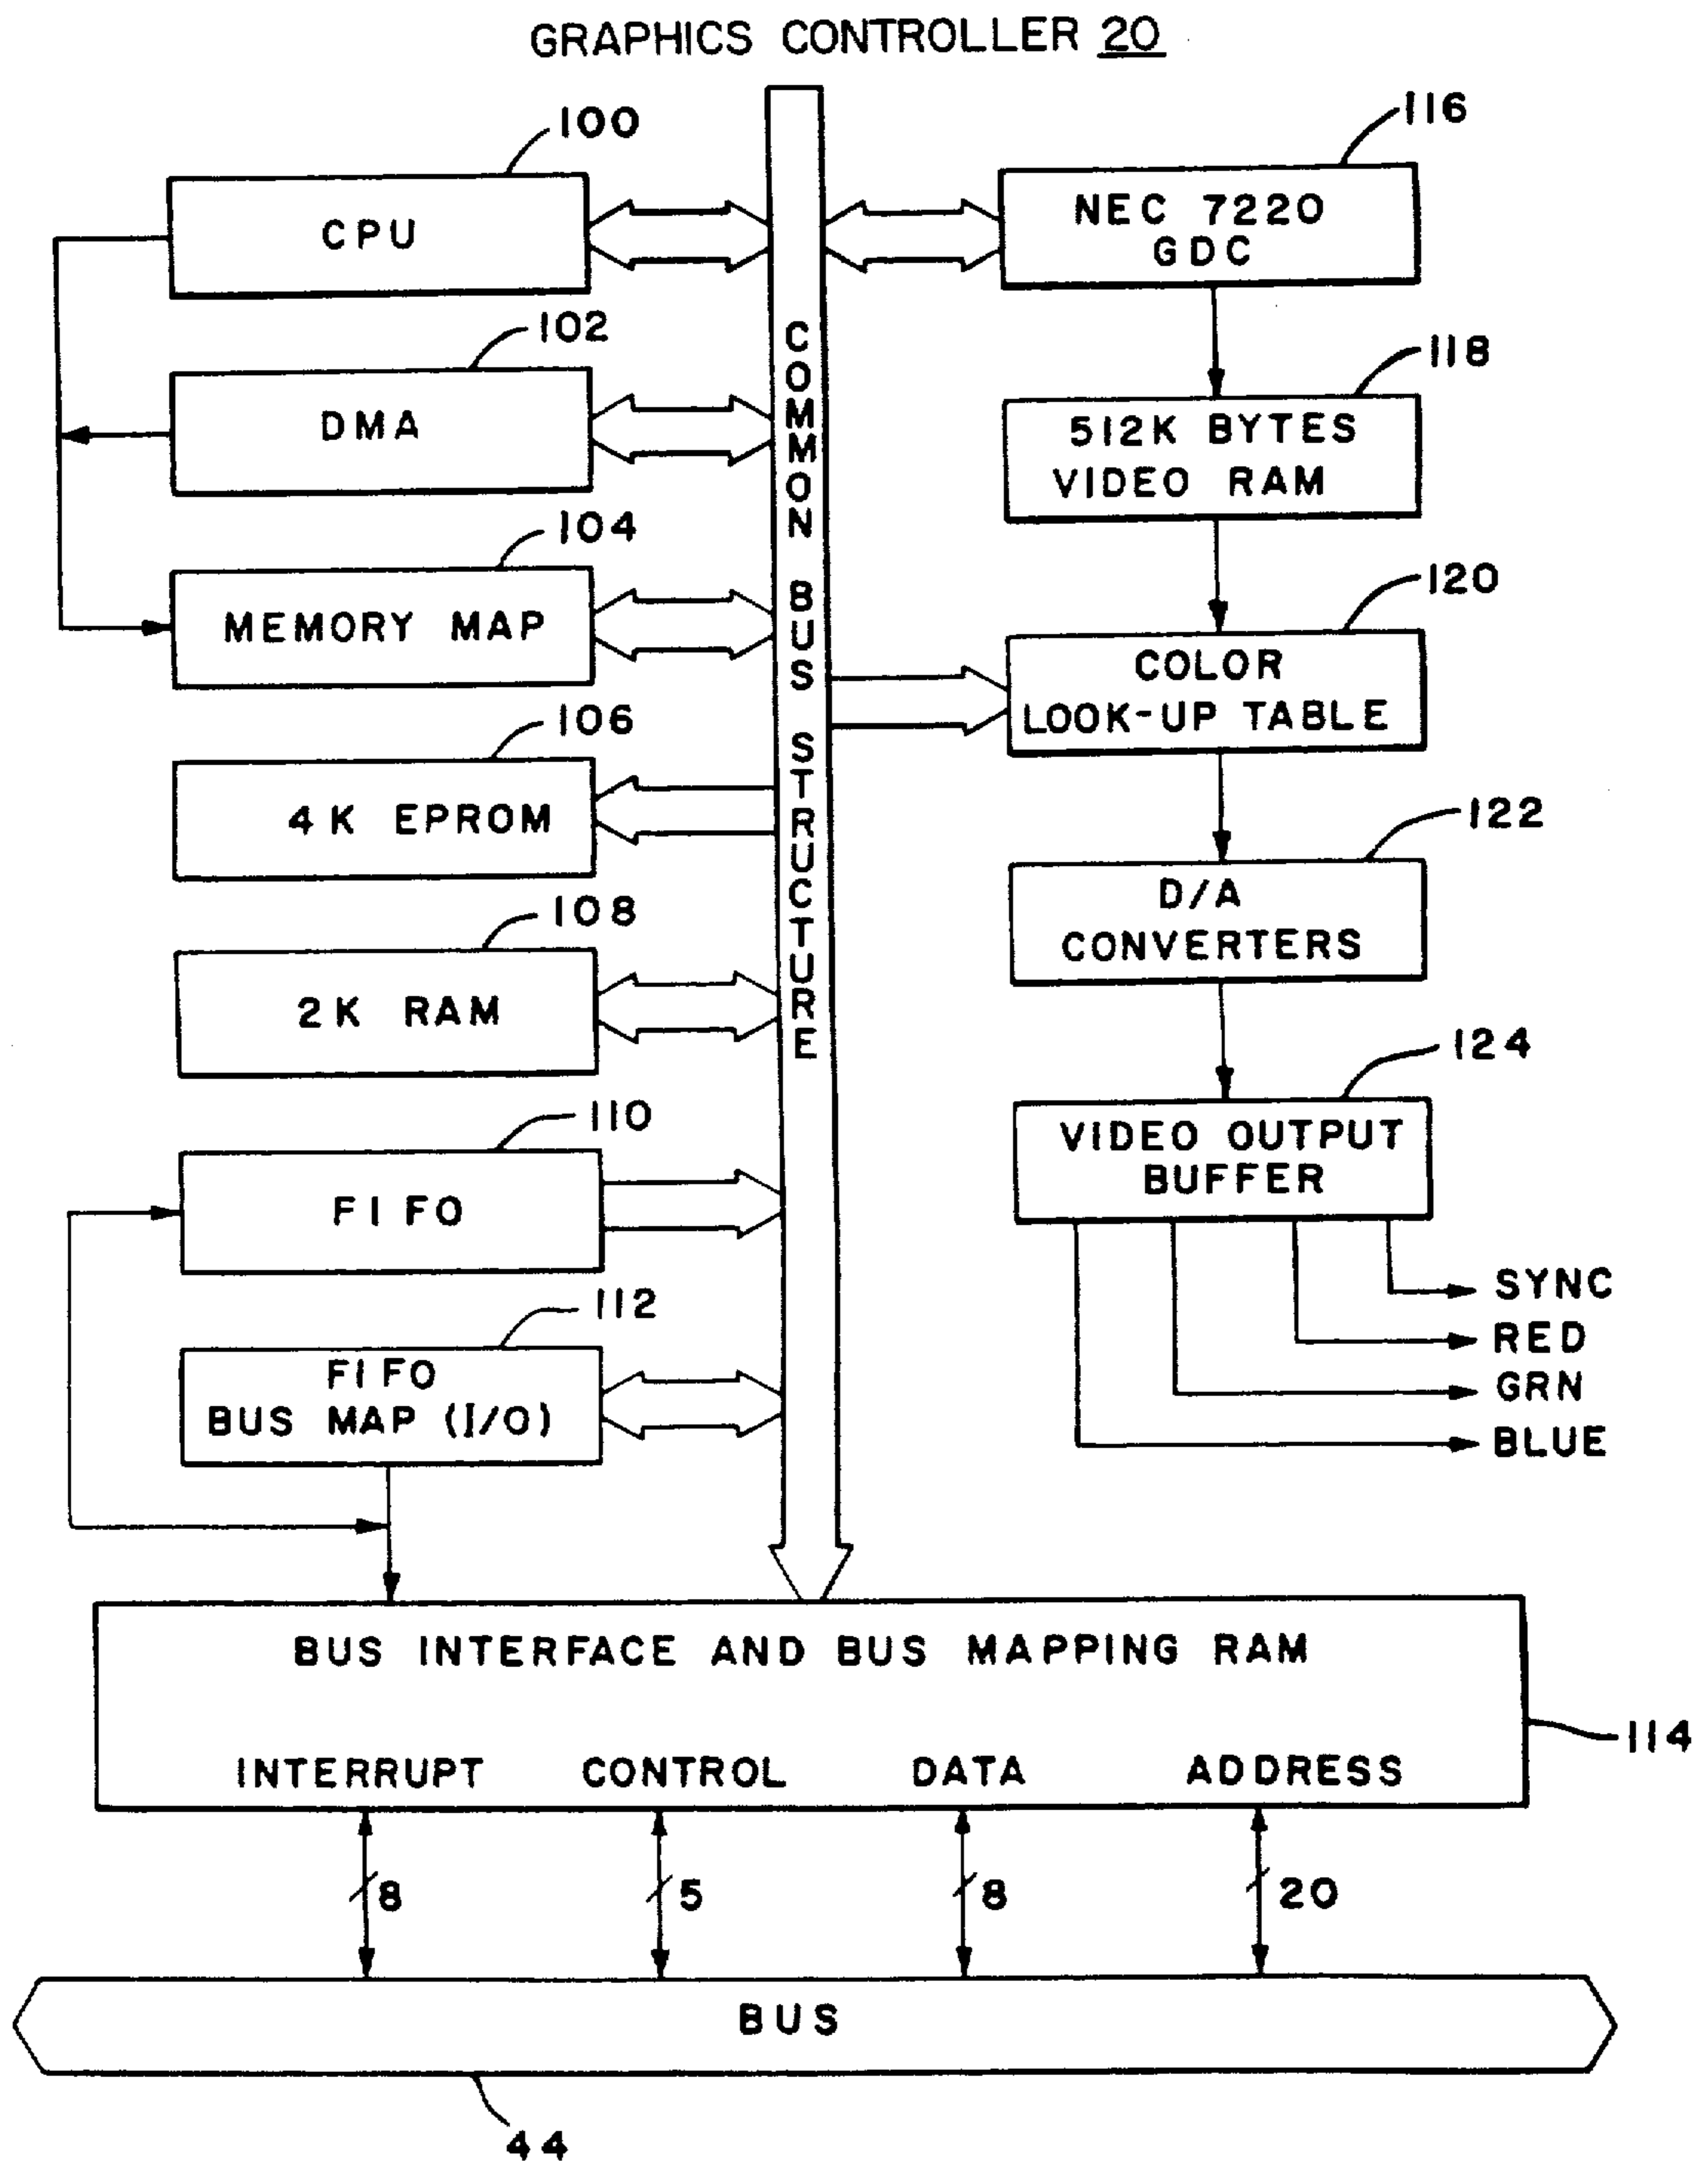 GRAPHICS CONTROLLER 20
100
CPU
102
DMA
104
MEMORY MAP
106
4K EPROM
108
2K RAM
110
FIFO
112
FIFO
BUS MAP (I/O)
COMMON BUS STRUCTURE
116
NEC 7220
GDC
118
512K BYTES
VIDEO RAM
120
COLOR
LOOK-UP TABLE
122
D/A
CONVERTERS
124
VIDEO OUTPUT
BUFFER
SYNC
RED
GRN
BLUE
BUS INTERFACE AND BUS MAPPING RAM
114
INTERRUPT CONTROL DATA ADDRESS
8 5 8 20
BUS
44